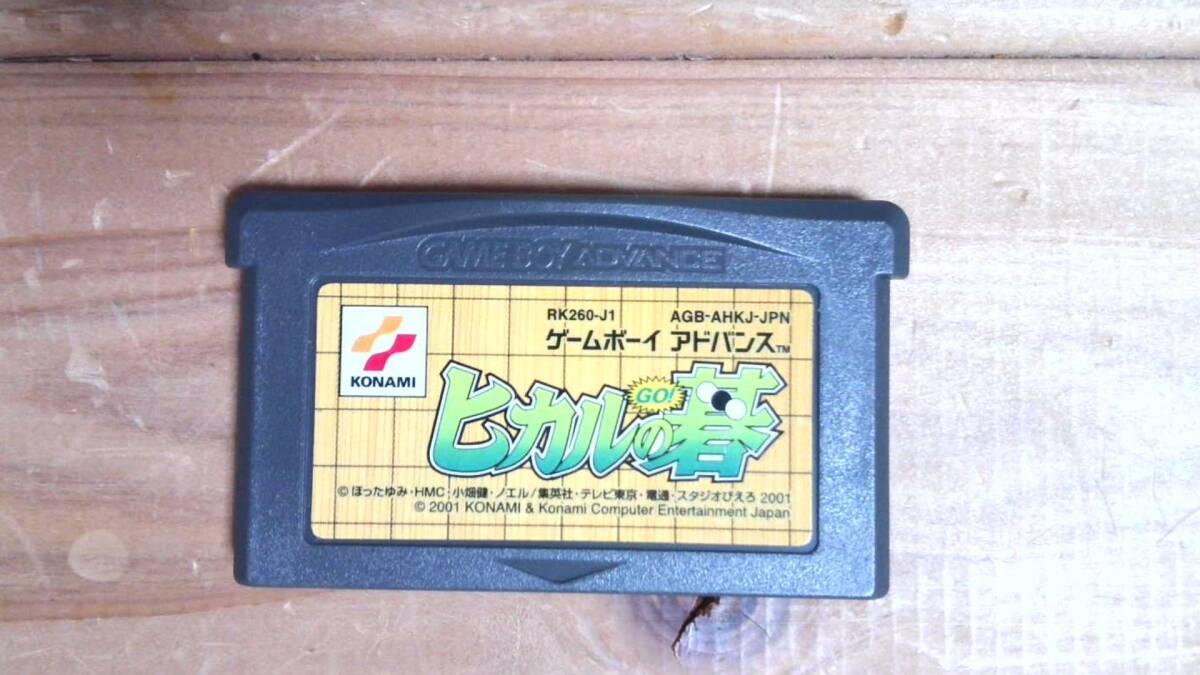 GAME BOY ADVANCE
RK260-J1 AGB-AHKJ-JPN
ゲームボーイ アドバンス™
KONAMI
GO!
ヒカルの碁
©ほったゆみ・HMC・小畑健・ノエル/集英社・テレビ東京・電通・スタジオぴえろ 2001
© 2001 KONAMI & Konami Computer Entertainment Japan